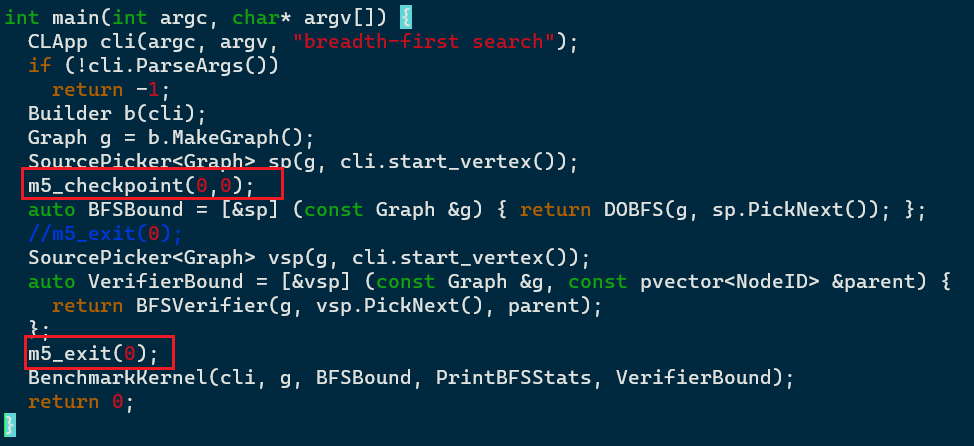 int main(int argc, char* argv[]) {
  CLApp cli(argc, argv, "breadth-first search");
  if (!cli.ParseArgs())
    return -1;
  Builder b(cli);
  Graph g = b.MakeGraph();
  SourcePicker<Graph> sp(g, cli.start_vertex());
  m5_checkpoint(0,0);
  auto BFSBound = [&sp] (const Graph &g) { return DOBFS(g, sp.PickNext()); };
  //m5_exit(0);
  SourcePicker<Graph> vsp(g, cli.start_vertex());
  auto VerifierBound = [&vsp] (const Graph &g, const pvector<NodeID> &parent) {
    return BFSVerifier(g, vsp.PickNext(), parent);
  };
  m5_exit(0);
  BenchmarkKernel(cli, g, BFSBound, PrintBFSStats, VerifierBound);
  return 0;
}